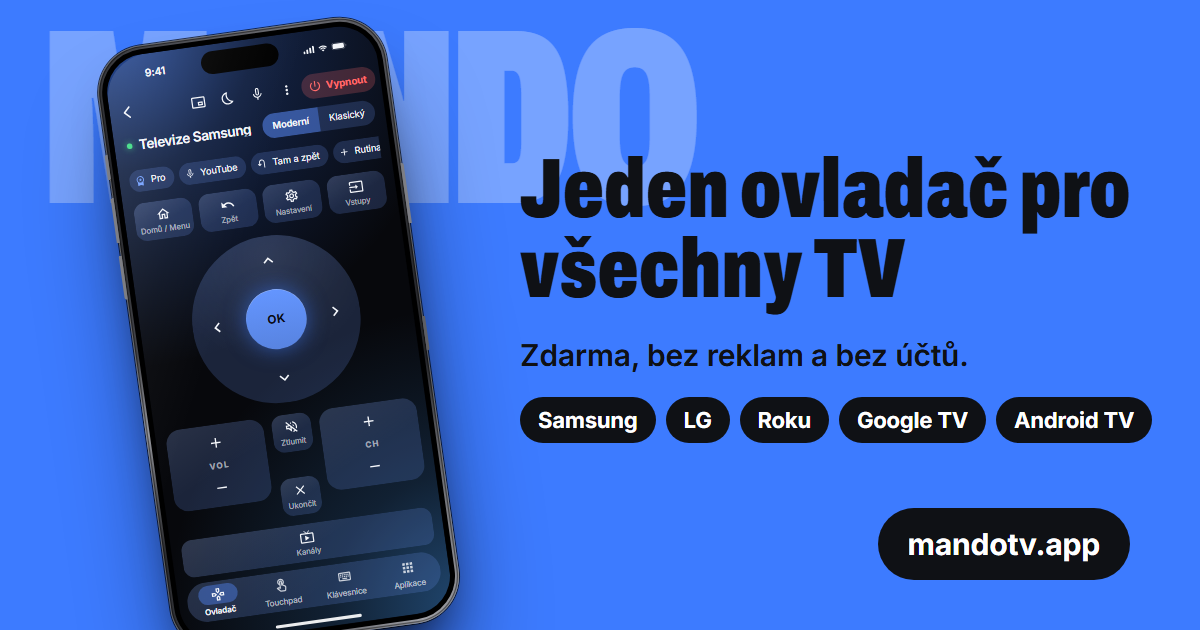 MANDO
9:41
Vypnout
Televize Samsung
Moderní
Klasický
Pro
YouTube
Tam a zpět
Rutina
Domů / Menu
Zpět
Nastavení
Vstupy
OK
+
VOL
−
Ztlumit
Ukončit
+
CH
−
Kanály
Ovladač
Touchpad
Klávesnice
Aplikace
Jeden ovladač pro
všechny TV
Zdarma, bez reklam a bez účtů.
Samsung
LG
Roku
Google TV
Android TV
mandotv.app